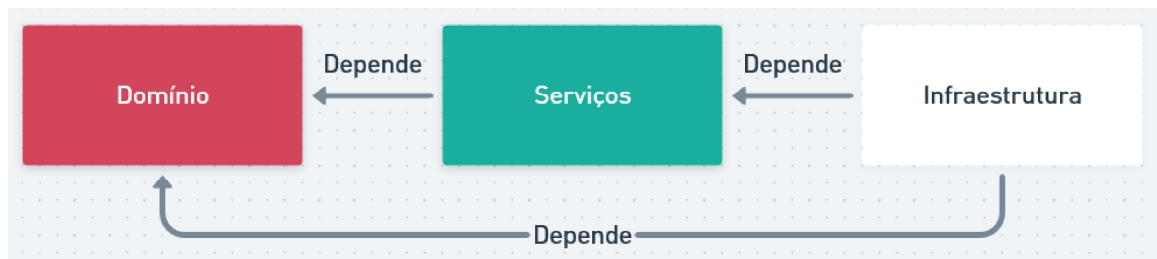 Depende
Depende
Domínio
Serviços
Infraestrutura
Depende